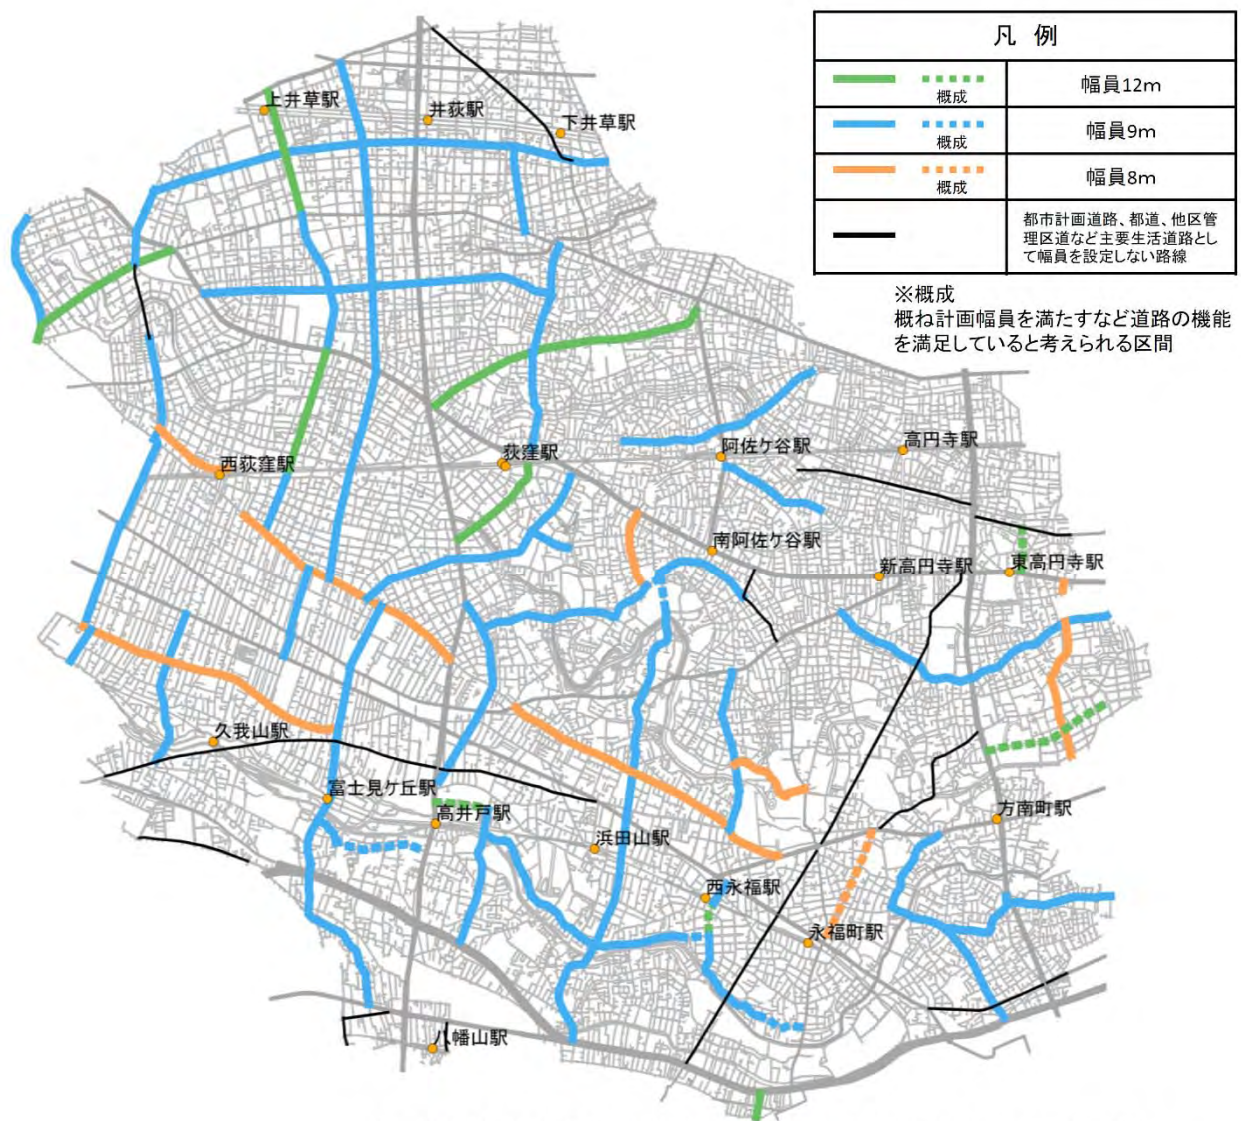 凡 例
概成
幅員12m
概成
幅員9m
概成
幅員8m
都市計画道路、都道、他区管
理区道など主要生活道路とし
て幅員を設定しない路線
※概成
概ね計画幅員を満たすなど道路の機能
を満足していると考えられる区間
上井草駅
井荻駅
下井草駅
西荻窪駅
荻窪駅
阿佐ケ谷駅
高円寺駅
南阿佐ケ谷駅
新高円寺駅
東高円寺駅
久我山駅
富士見ケ丘駅
高井戸駅
浜田山駅
西永福駅
永福町駅
方南町駅
八幡山駅